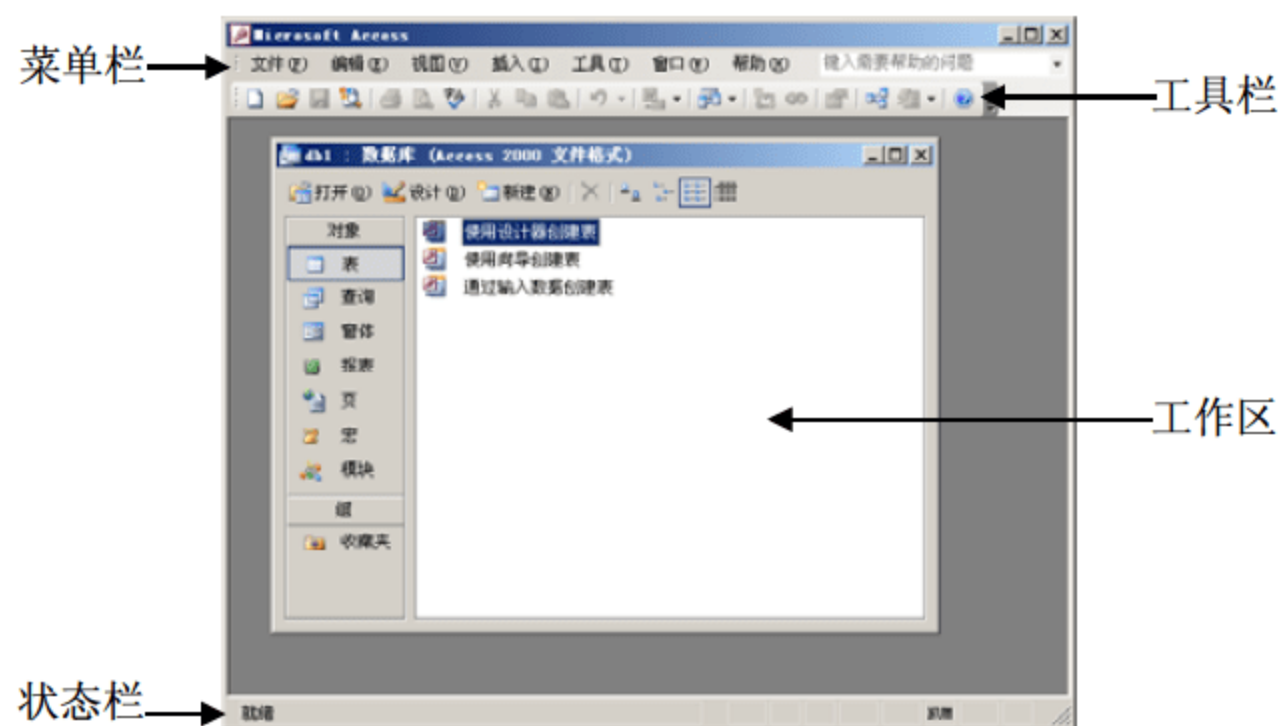 Microsoft Access
菜单栏
文件(F) 编辑(E) 视图(V) 插入(I) 工具(T) 窗口(W) 帮助(H) 键入需要帮助的问题
工具栏
db1 : 数据库 (Access 2000 文件格式)
打开(O) 设计(D) 新建(N)
对象
使用设计器创建表
表
使用向导创建表
通过输入数据创建表
查询
窗体
报表
页
工作区
宏
模块
组
收藏夹
状态栏
就绪